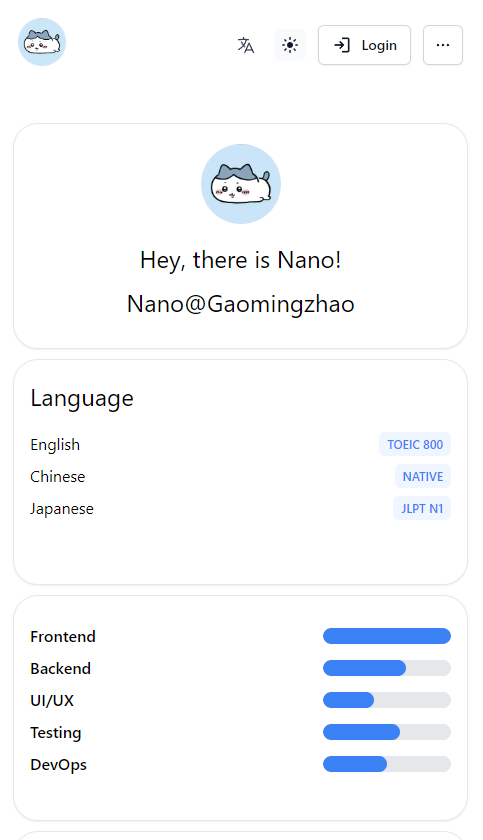 Login
Hey, there is Nano!
Nano@Gaomingzhao
Language
English TOEIC 800
Chinese NATIVE
Japanese JLPT N1
Frontend
Backend
UI/UX
Testing
DevOps